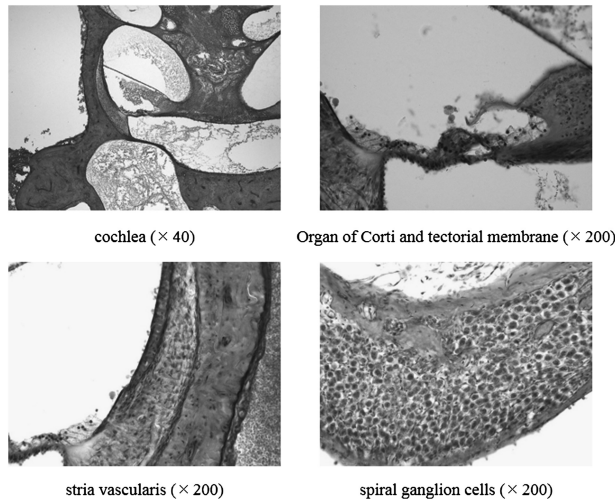 cochlea (× 40)
Organ of Corti and tectorial membrane (× 200)
stria vascularis (× 200)
spiral ganglion cells (× 200)